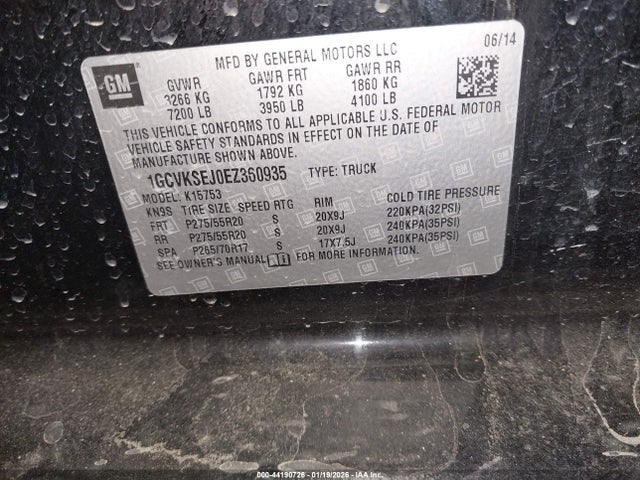 GM
MFD BY GENERAL MOTORS LLC
06/14
GVWR GAWR FRT GAWR RR
3266 KG 1792 KG 1860 KG
7200 LB 3950 LB 4100 LB
THIS VEHICLE CONFORMS TO ALL APPLICABLE U.S. FEDERAL MOTOR
VEHICLE SAFETY STANDARDS IN EFFECT ON THE DATE OF
MANUFACTURE SHOWN ABOVE.
1GCVKSEJ0EZ360935 TYPE: TRUCK
MODEL: K15753
KN9S TIRE SIZE SPEED RTG RIM COLD TIRE PRESSURE
FRT P275/55R20 S 20X9J 220KPA(32PSI)
RR P275/55R20 S 20X9J 240KPA(35PSI)
SPA P265/70R17 S 17X7.5J 240KPA(35PSI)
SEE OWNER'S MANUAL FOR MORE INFORMATION.
000-44190726 - 01/19/2026 - IAA Inc.